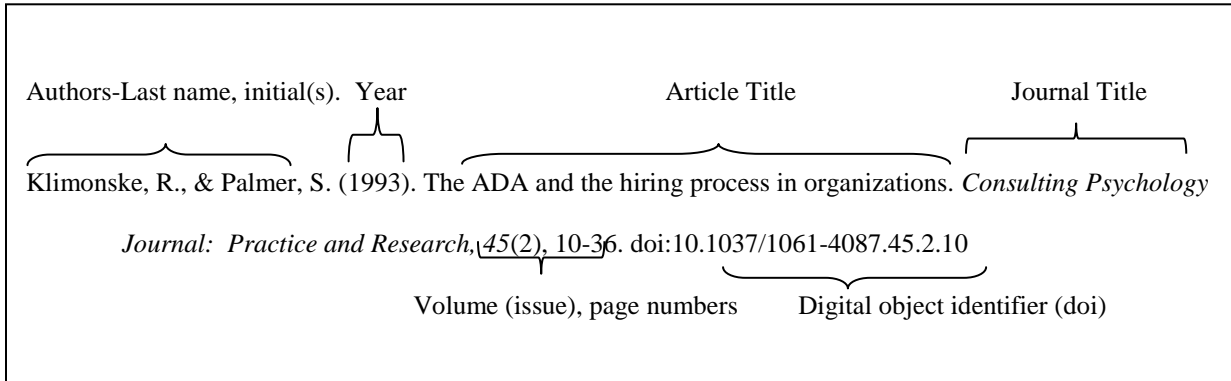 Authors-Last name, initial(s). Year Article Title Journal Title
Klimonske, R., & Palmer, S. (1993). The ADA and the hiring process in organizations. Consulting Psychology
Journal: Practice and Research, 45(2), 10-36. doi:10.1037/1061-4087.45.2.10
Volume (issue), page numbers Digital object identifier (doi)